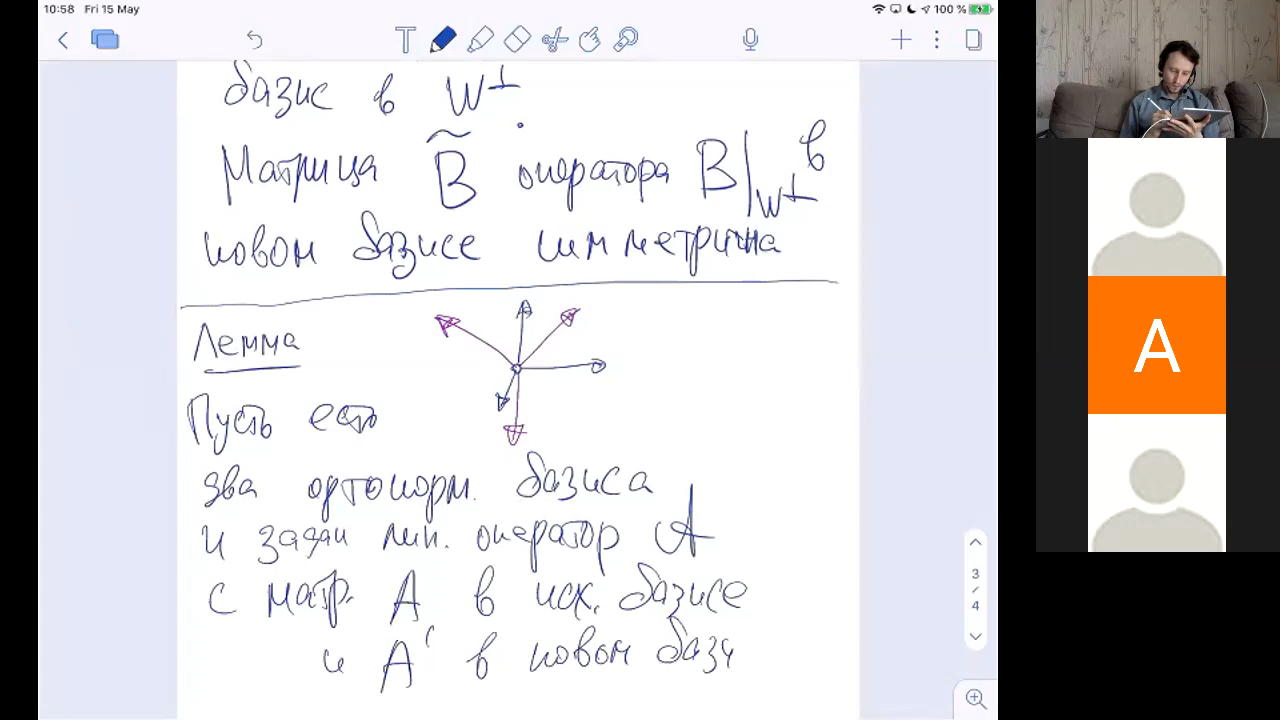 10:58 Fri 15 May
100 %
T
базис в W⊥.
Матрица B̃ оператора B|W⊥ в
новом базисе симметрична
Лемма
Пусть есть
два ортонорм. базиса
и задан лин. оператор A
с матр. A в исх. базисе
и A' в новом бази
3 / 4
A